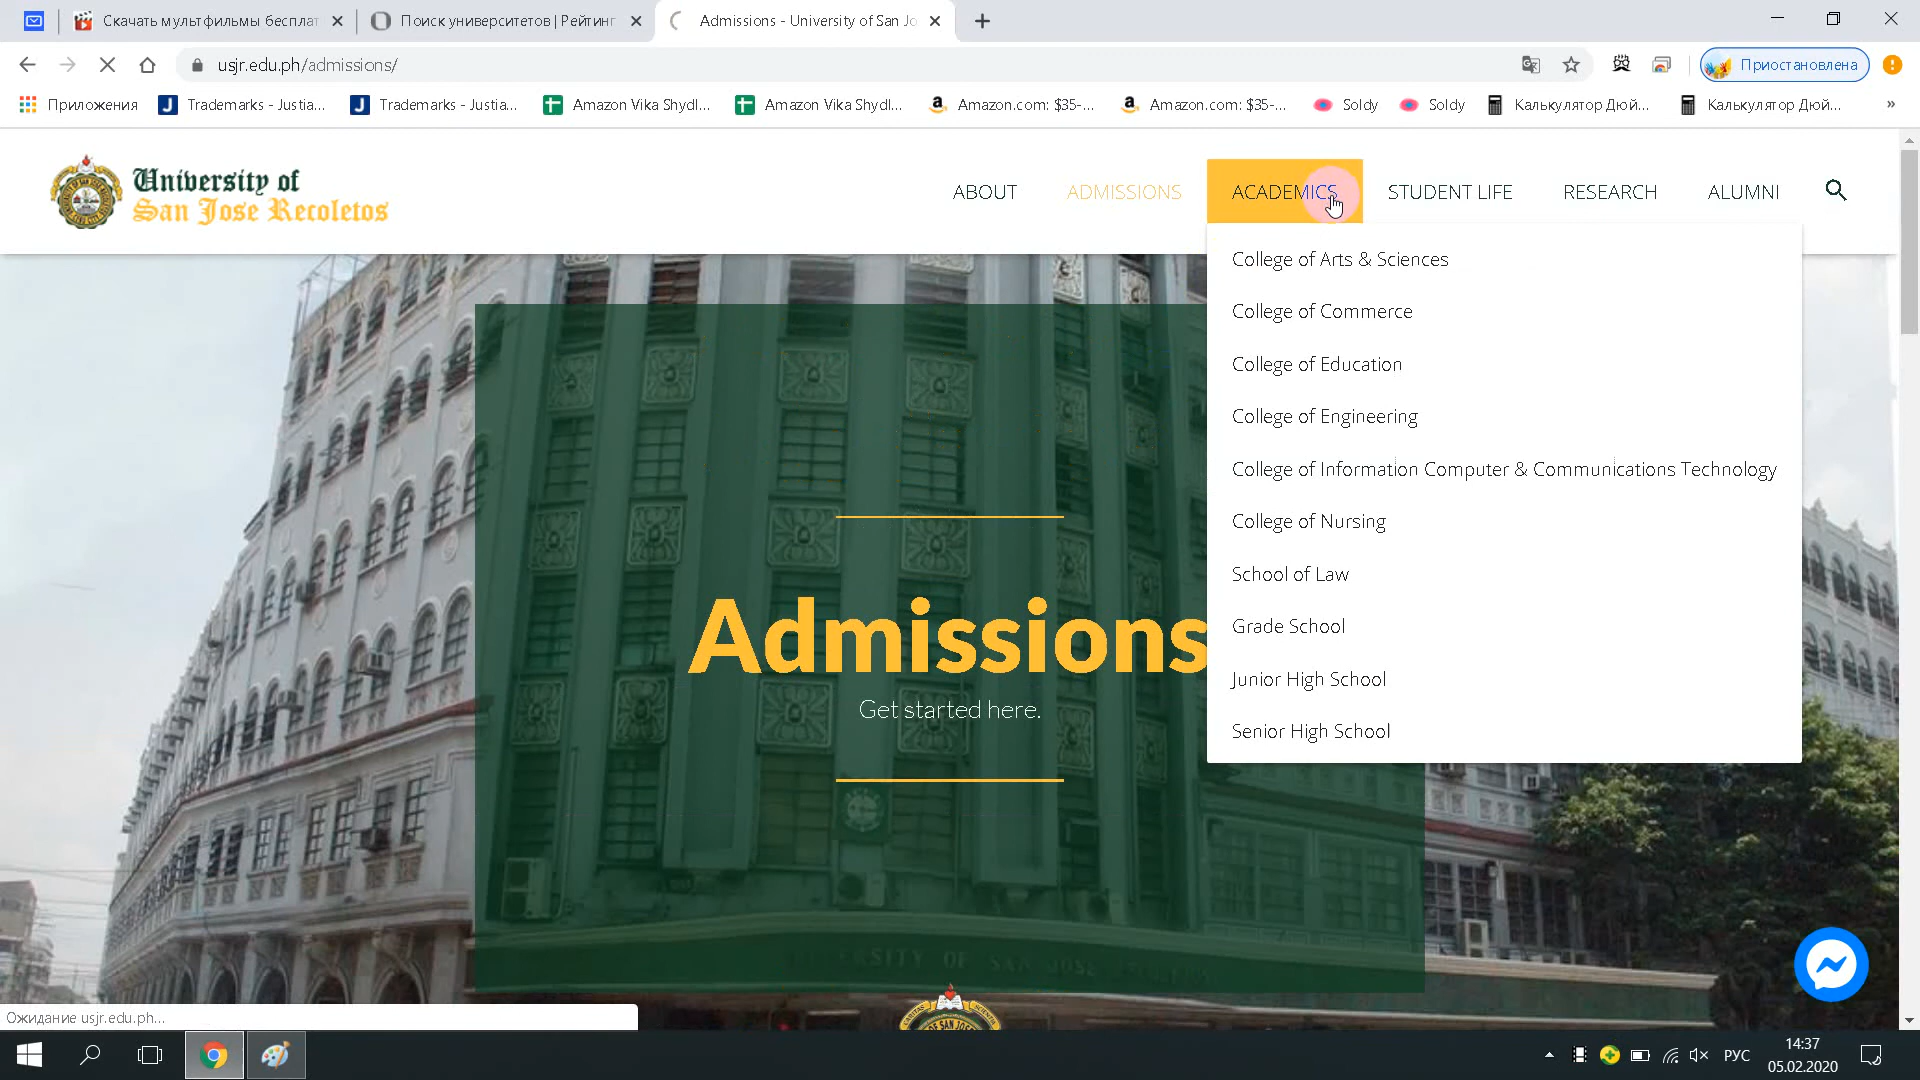 Скачать мультфильмы бесплат
Поиск университетов | Рейтинг
Admissions - University of San Jo
usjr.edu.ph/admissions/
Приостановлена
Приложения
Trademarks - Justia...
Trademarks - Justia...
Amazon Vika Shydl...
Amazon Vika Shydl...
Amazon.com: $35-...
Amazon.com: $35-...
Soldy
Soldy
Калькулятор Дюй...
Калькулятор Дюй...
»
University of
San Jose Recoletos
ABOUT
ADMISSIONS
ACADEMICS
STUDENT LIFE
RESEARCH
ALUMNI
College of Arts & Sciences
College of Commerce
College of Education
College of Engineering
College of Information Computer & Communications Technology
College of Nursing
School of Law
Grade School
Junior High School
Senior High School
Admissions
Get started here.
UNIVERSITY OF SAN JOSE
Ожидание usjr.edu.ph...
РУС
14:37
05.02.2020